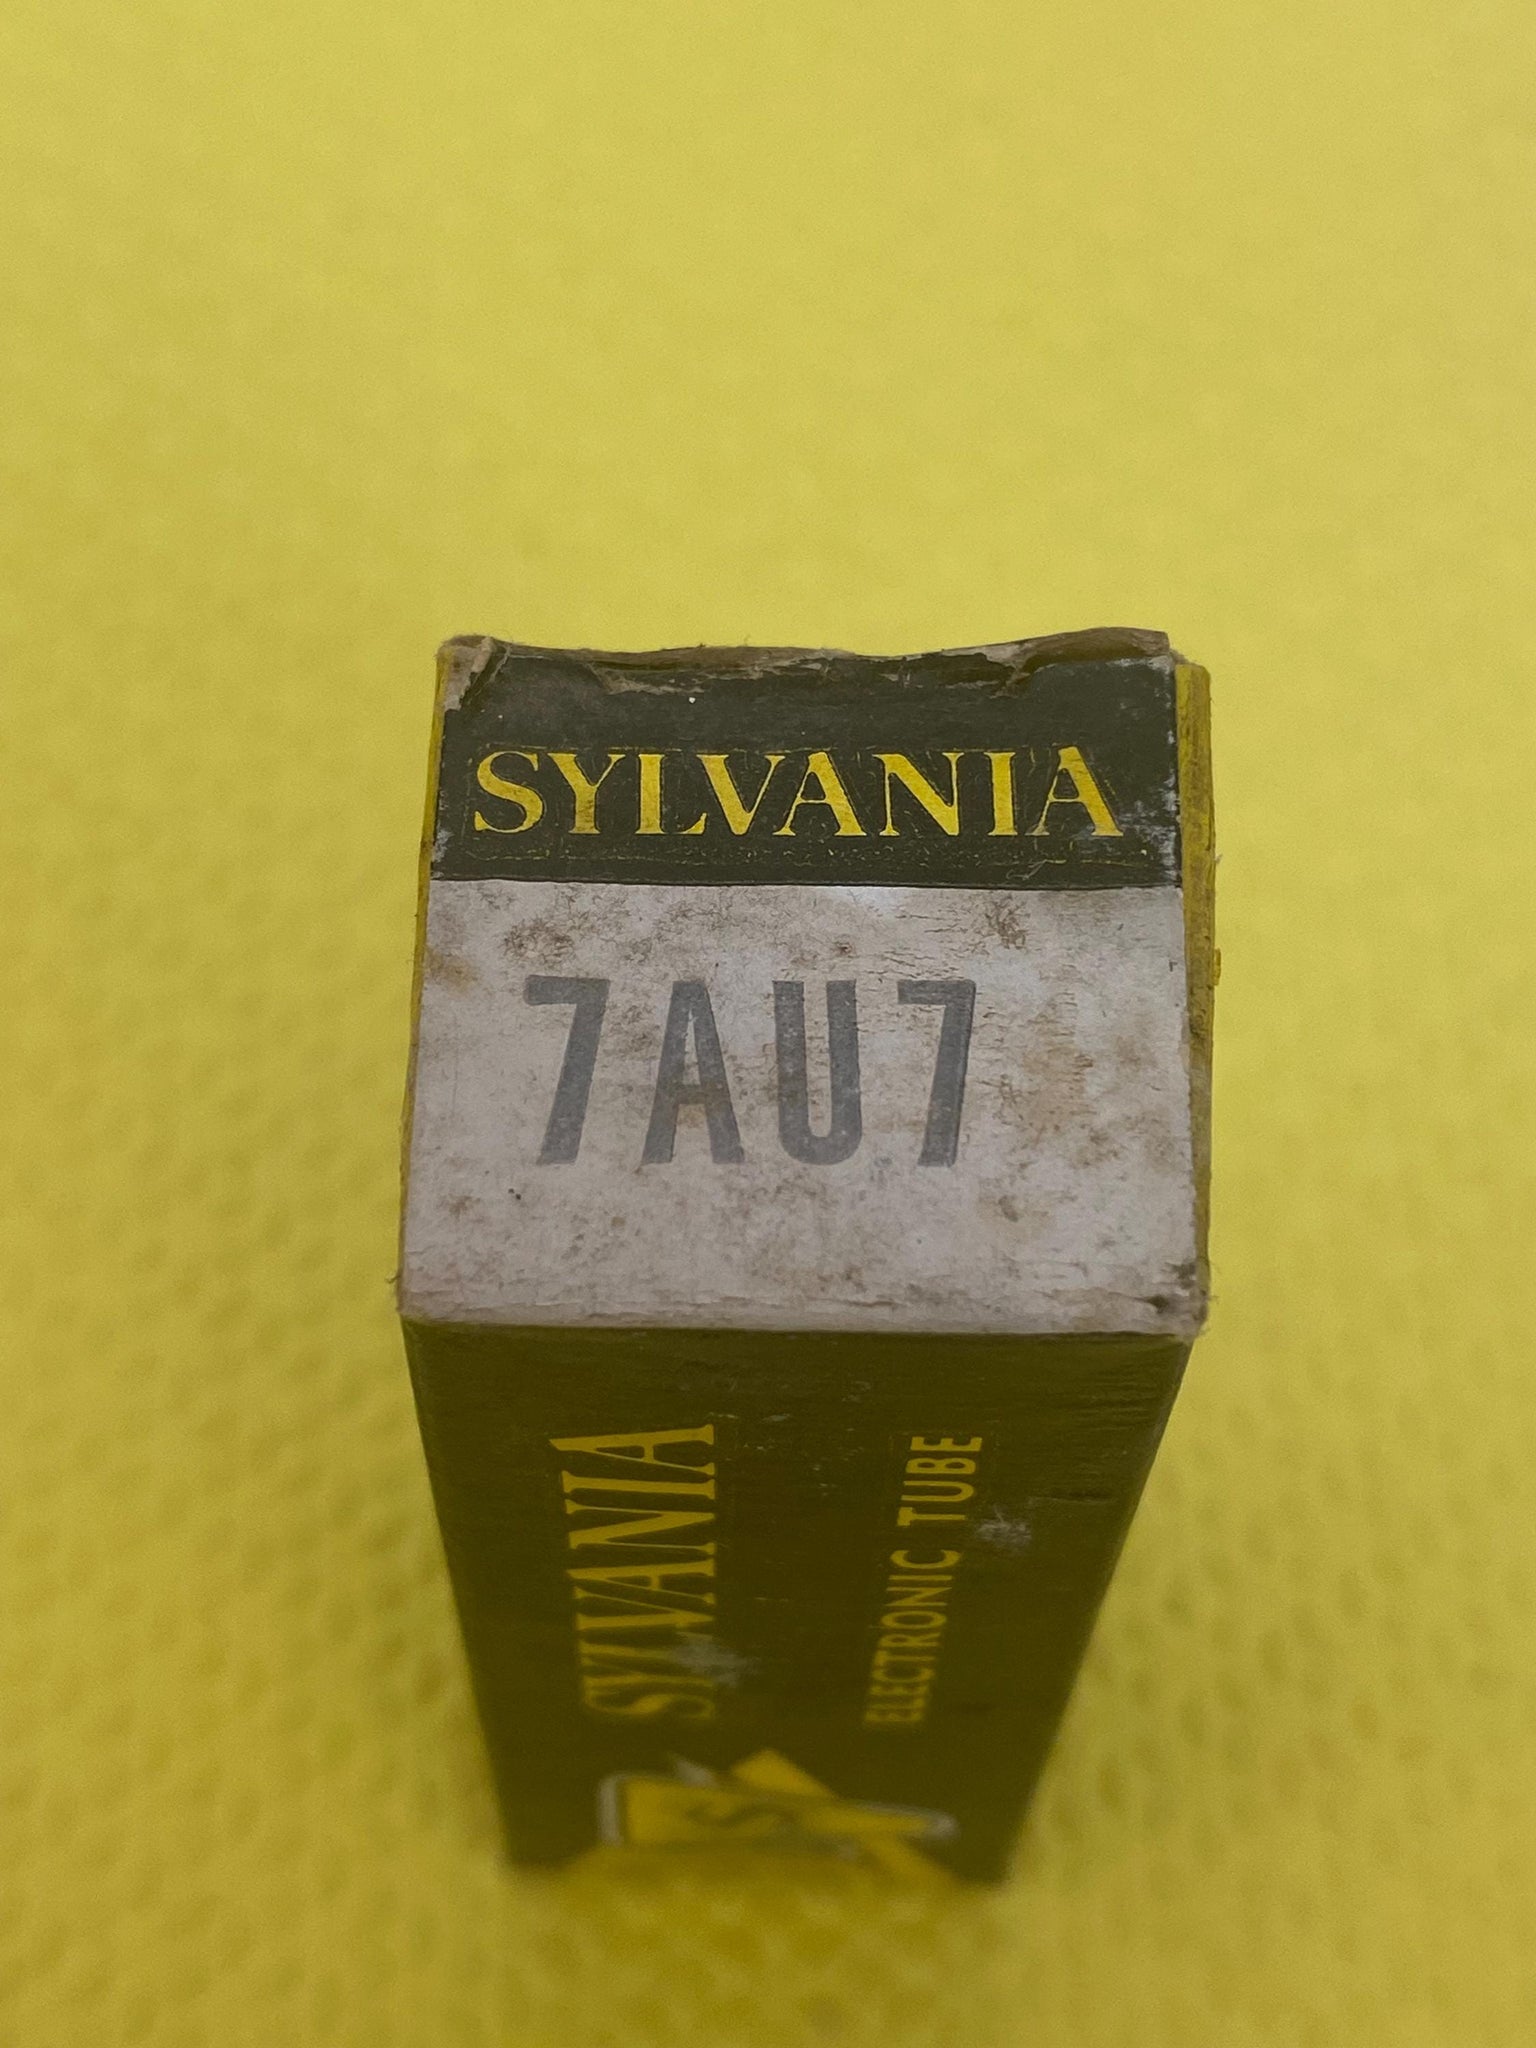 SYLVANIA
7AU7
SYLVANIA
ELECTRONIC TUBE
S